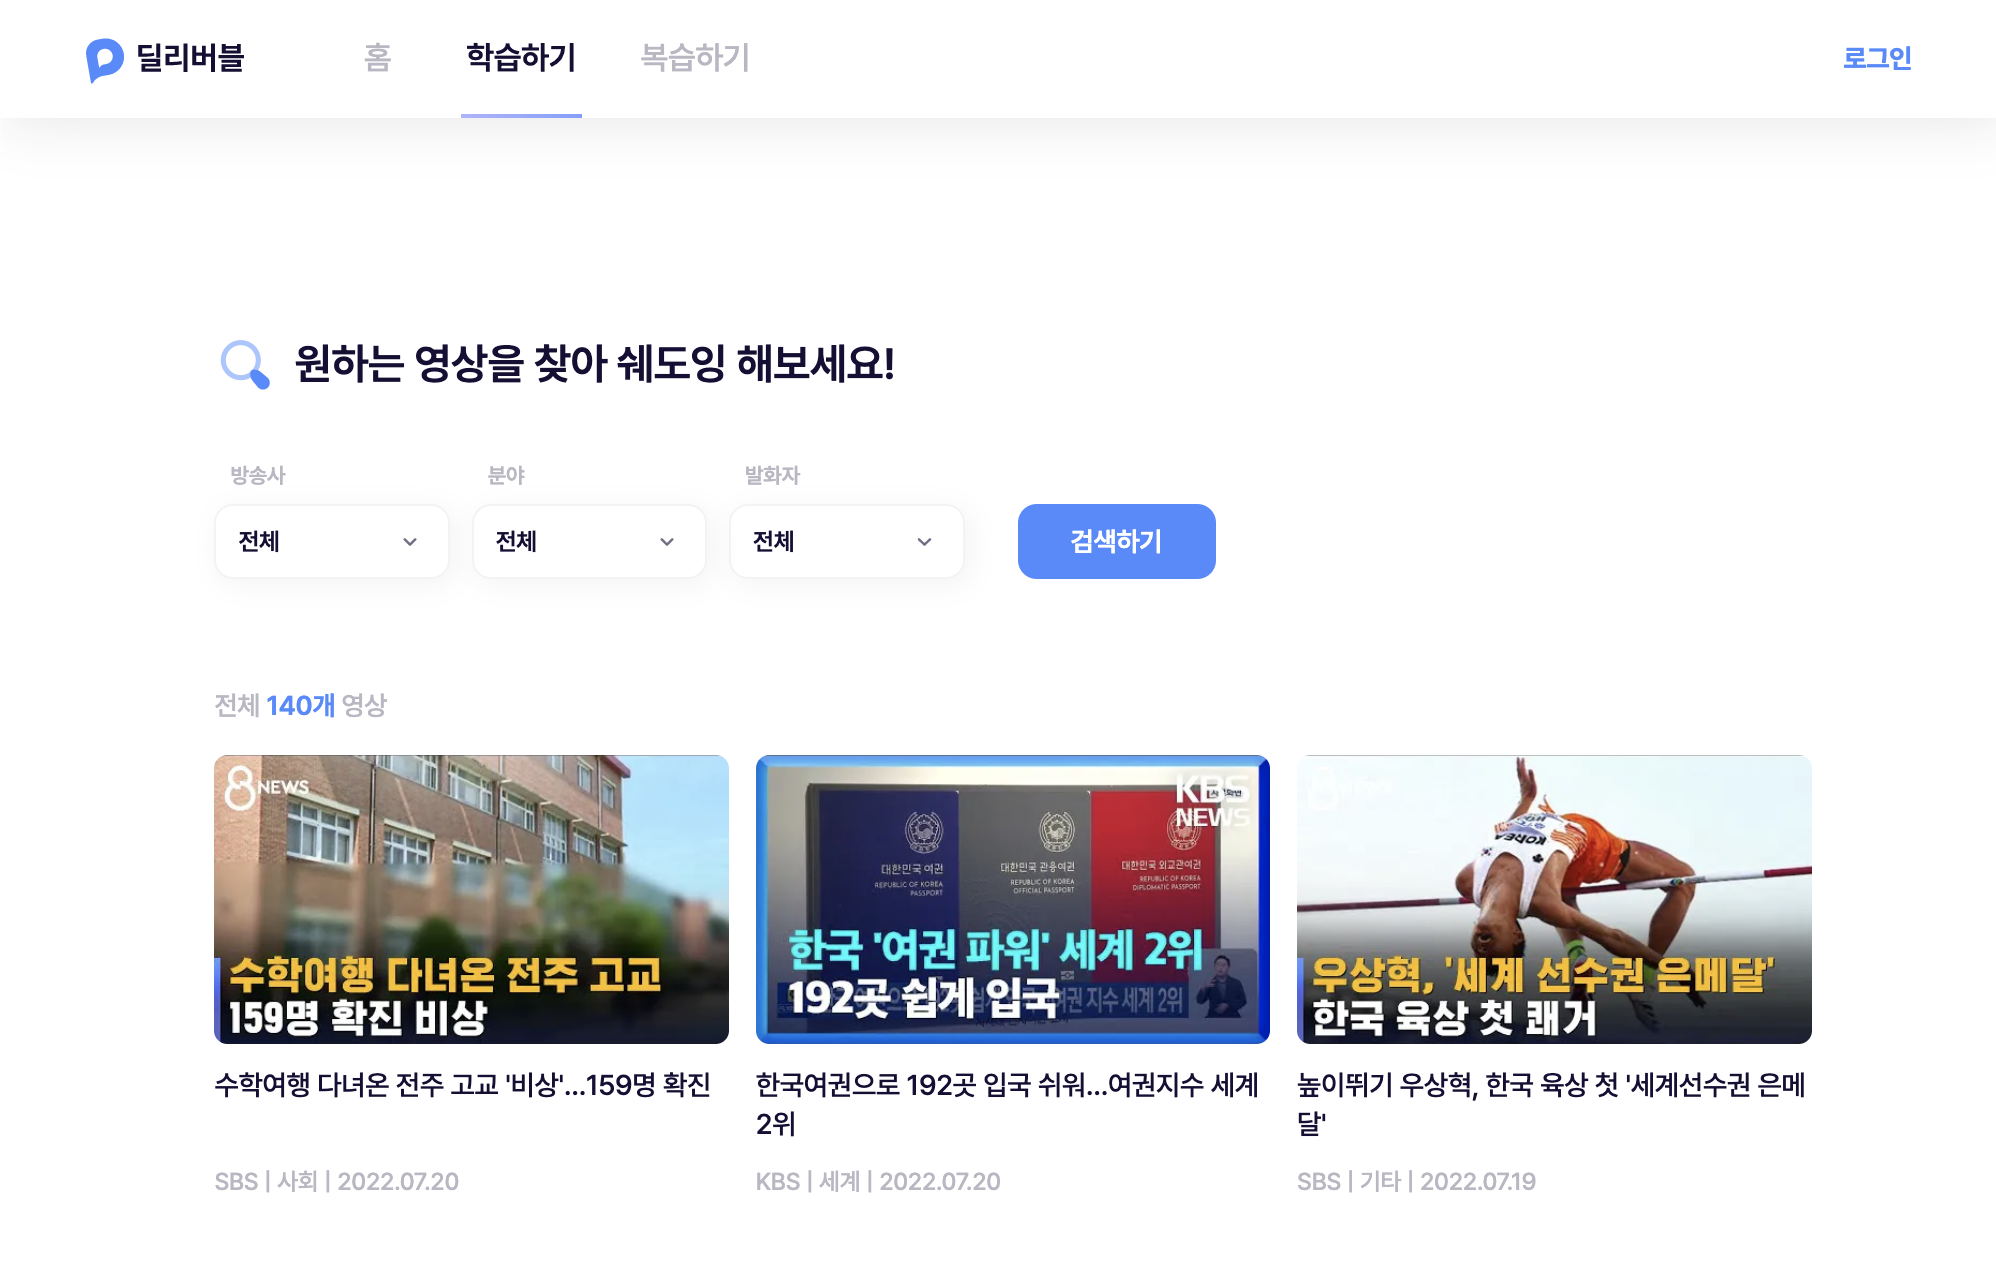 딜리버블
홈
학습하기
복습하기
로그인
원하는 영상을 찾아 쉐도잉 해보세요!
방송사
분야
발화자
전체
전체
전체
검색하기
전체 140개 영상
8 NEWS
수학여행 다녀온 전주 고교
159명 확진 비상
KBS
NEWS
대한민국 여권
REPUBLIC OF KOREA
PASSPORT
대한민국 관용여권
REPUBLIC OF KOREA
OFFICIAL PASSPORT
대한민국 외교관여권
REPUBLIC OF KOREA
DIPLOMATIC PASSPORT
한국 '여권 파워' 세계 2위
192곳 쉽게 입국
여권 지수 세계 2위
KOREA
우상혁, '세계 선수권 은메달'
한국 육상 첫 쾌거
수학여행 다녀온 전주 고교 '비상'...159명 확진
한국여권으로 192곳 입국 쉬워...여권지수 세계
2위
높이뛰기 우상혁, 한국 육상 첫 '세계선수권 은메
달'
SBS | 사회 | 2022.07.20
KBS | 세계 | 2022.07.20
SBS | 기타 | 2022.07.19